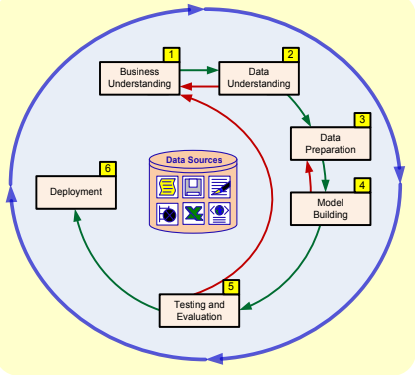 1
Business
Understanding
2
Data
Understanding
3
Data
Preparation
4
Model
Building
5
Testing and
Evaluation
6
Deployment
Data Sources